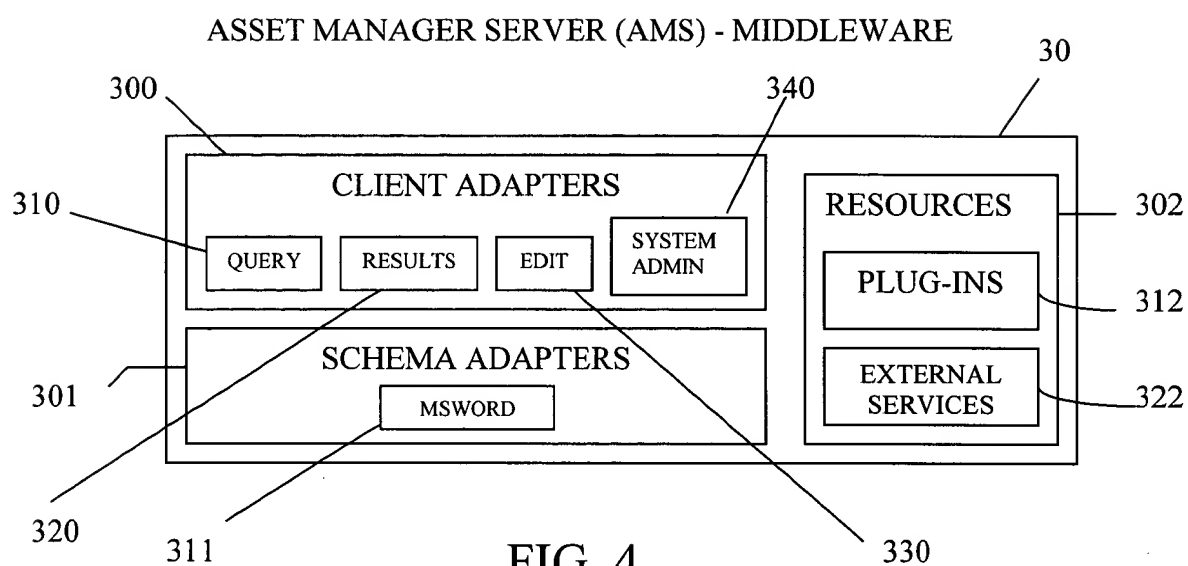 ASSET MANAGER SERVER (AMS) - MIDDLEWARE
30
300
340
CLIENT ADAPTERS
310
QUERY
RESULTS
EDIT
SYSTEM
ADMIN
RESOURCES
302
PLUG-INS
312
SCHEMA ADAPTERS
301
MSWORD
EXTERNAL
SERVICES
322
320
311
FIG. 4
330